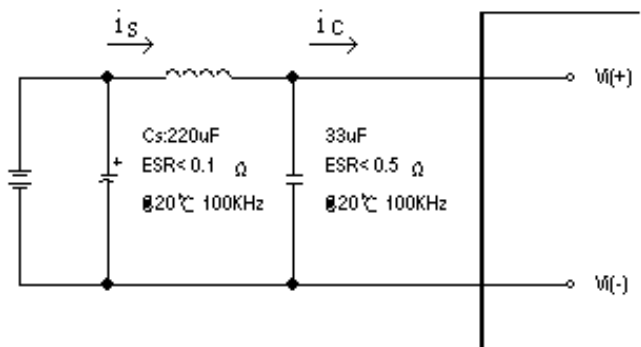 is
ic
Vi(+)
Cs:220uF
ESR<0.1 Ω
@20℃ 100KHz
+
33uF
ESR<0.5 Ω
@20℃ 100KHz
Vi(-)